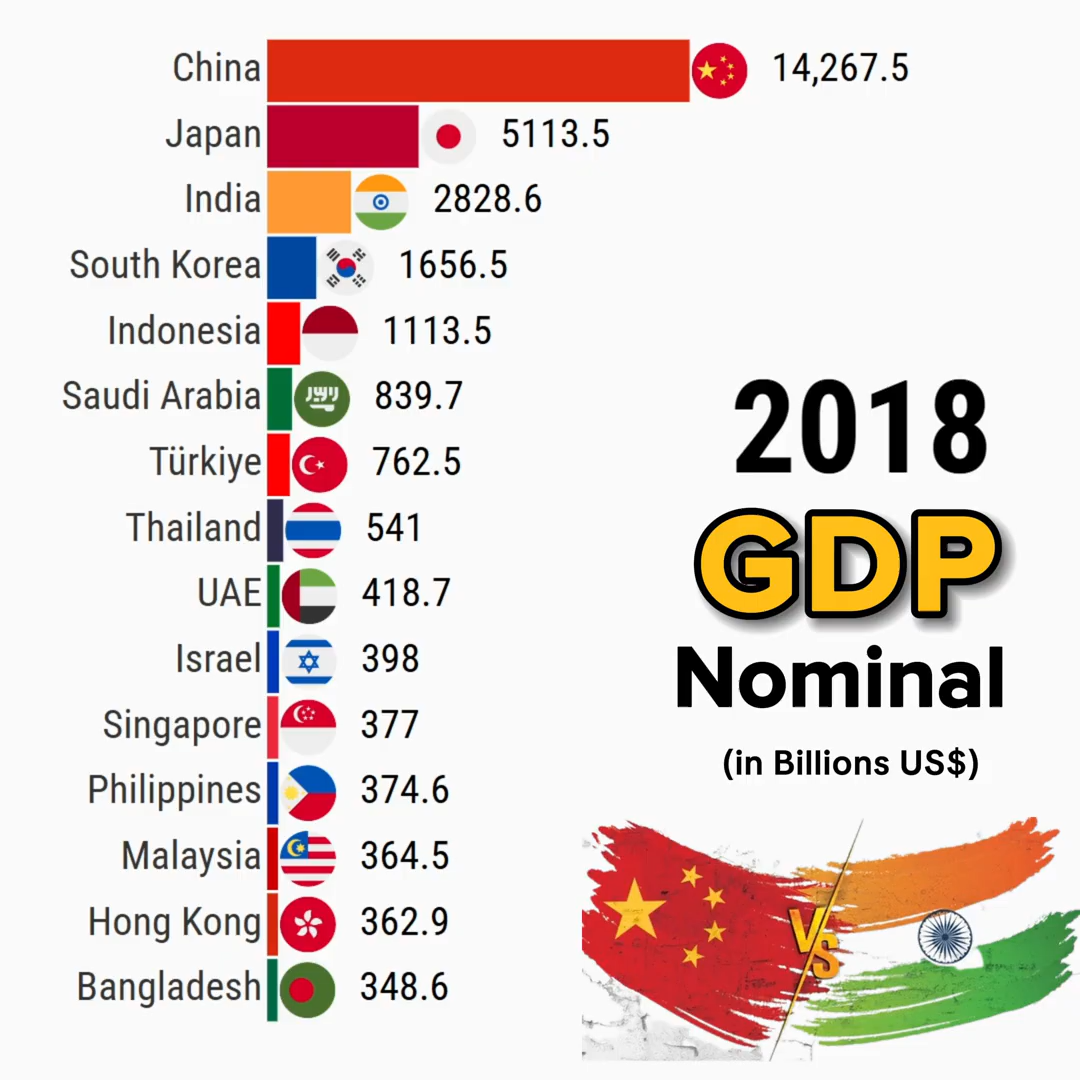 China 14,267.5
Japan 5113.5
India 2828.6
South Korea 1656.5
Indonesia 1113.5
Saudi Arabia 839.7
Türkiye 762.5
Thailand 541
UAE 418.7
Israel 398
Singapore 377
Philippines 374.6
Malaysia 364.5
Hong Kong 362.9
Bangladesh 348.6
2018
GDP
Nominal
(in Billions US$)
VS